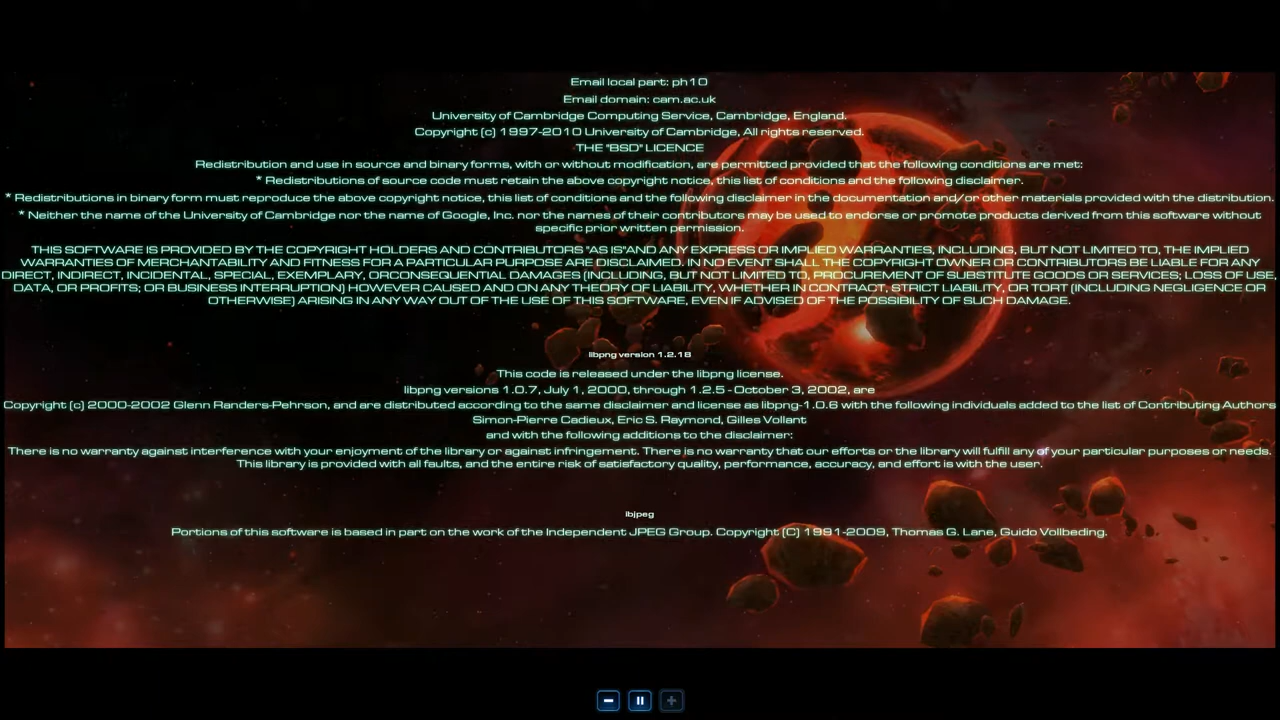 Email local part: ph10
Email domain: cam.ac.uk
University of Cambridge Computing Service, Cambridge, England.
Copyright (c) 1997-2010 University of Cambridge, All rights reserved.
THE "BSD" LICENCE
Redistribution and use in source and binary forms, with or without modification, are permitted provided that the following conditions are met:
* Redistributions of source code must retain the above copyright notice, this list of conditions and the following disclaimer.
* Redistributions in binary form must reproduce the above copyright notice, this list of conditions and the following disclaimer in the documentation and/or other materials provided with the distribution.
* Neither the name of the University of Cambridge nor the name of Google, Inc. nor the names of their contributors may be used to endorse or promote products derived from this software without
specific prior written permission.
THIS SOFTWARE IS PROVIDED BY THE COPYRIGHT HOLDERS AND CONTRIBUTORS "AS IS"AND ANY EXPRESS OR IMPLIED WARRANTIES, INCLUDING, BUT NOT LIMITED TO, THE IMPLIED
WARRANTIES OF MERCHANTABILITY AND FITNESS FOR A PARTICULAR PURPOSE ARE DISCLAIMED. IN NO EVENT SHALL THE COPYRIGHT OWNER OR CONTRIBUTORS BE LIABLE FOR ANY
DIRECT, INDIRECT, INCIDENTAL, SPECIAL, EXEMPLARY, ORCONSEQUENTIAL DAMAGES (INCLUDING, BUT NOT LIMITED TO, PROCUREMENT OF SUBSTITUTE GOODS OR SERVICES; LOSS OF USE,
DATA, OR PROFITS; OR BUSINESS INTERRUPTION) HOWEVER CAUSED AND ON ANY THEORY OF LIABILITY, WHETHER IN CONTRACT, STRICT LIABILITY, OR TORT (INCLUDING NEGLIGENCE OR
OTHERWISE) ARISING IN ANY WAY OUT OF THE USE OF THIS SOFTWARE, EVEN IF ADVISED OF THE POSSIBILITY OF SUCH DAMAGE.
libpng version 1.2.18
This code is released under the libpng license.
libpng versions 1.0.7, July 1, 2000, through 1.2.5 - October 3, 2002, are
Copyright (c) 2000-2002 Glenn Randers-Pehrson, and are distributed according to the same disclaimer and license as libpng-1.0.6 with the following individuals added to the list of Contributing Authors
Simon-Pierre Cadieux, Eric S. Raymond, Gilles Vollant
and with the following additions to the disclaimer:
There is no warranty against interference with your enjoyment of the library or against infringement. There is no warranty that our efforts or the library will fulfill any of your particular purposes or needs.
This library is provided with all faults, and the entire risk of satisfactory quality, performance, accuracy, and effort is with the user.
ibjpeg
Portions of this software is based in part on the work of the Independent JPEG Group. Copyright (C) 1991-2009, Thomas G. Lane, Guido Vollbeding.